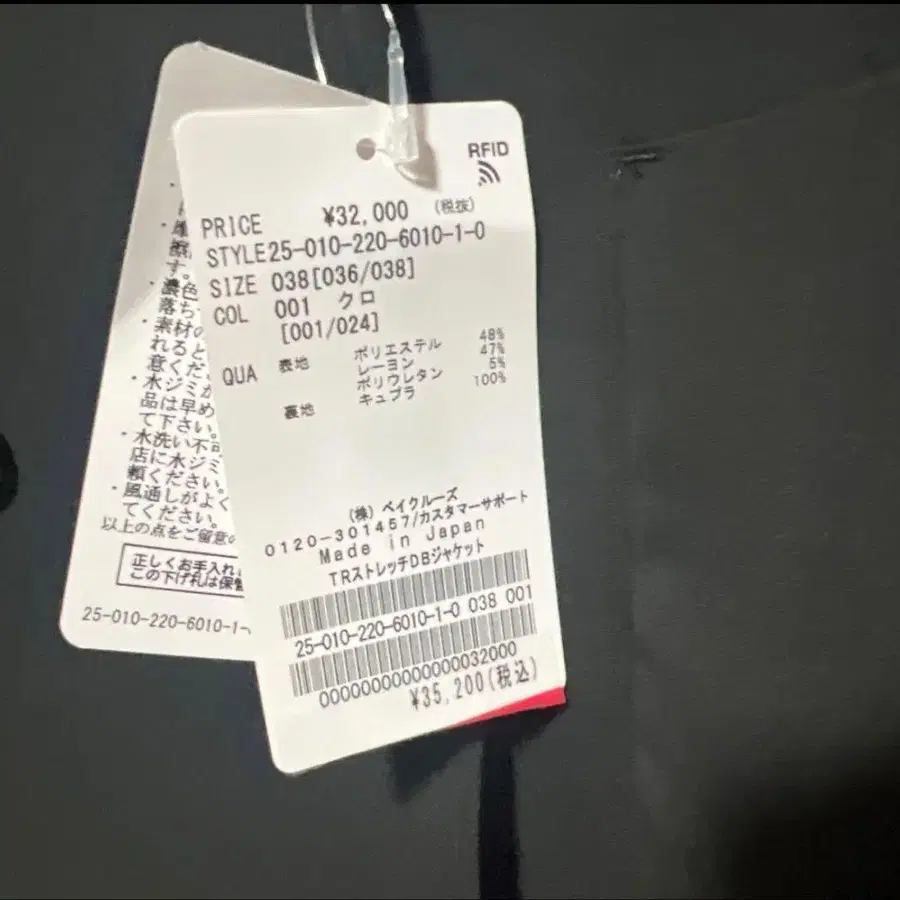 RFID
PRICE ¥32,000 (税抜)
STYLE25-010-220-6010-1-0
SIZE 038[036/038]
COL 001 クロ
[001/024]
QUA 表地 ポリエステル 48%
レーヨン 47%
ポリウレタン 5%
裏地 キュプラ 100%
(株) ベイクルーズ
0120-301457/カスタマーサポート
Made in Japan
TRストレッチDBジャケット
25-010-220-6010-1-0 038 001
00000000000000032000
¥35,200(税込)
す。
・濃色
落ち
・素材の
れると
意くだ
・水ジミが
品は早め
て下さい。
・水洗い不可
店に水ジミ
頼ください。
・風通しがよく
てください。
以上の点をご留意の
正しくお手入れ
この下げ札は保管
25-010-220-6010-1-